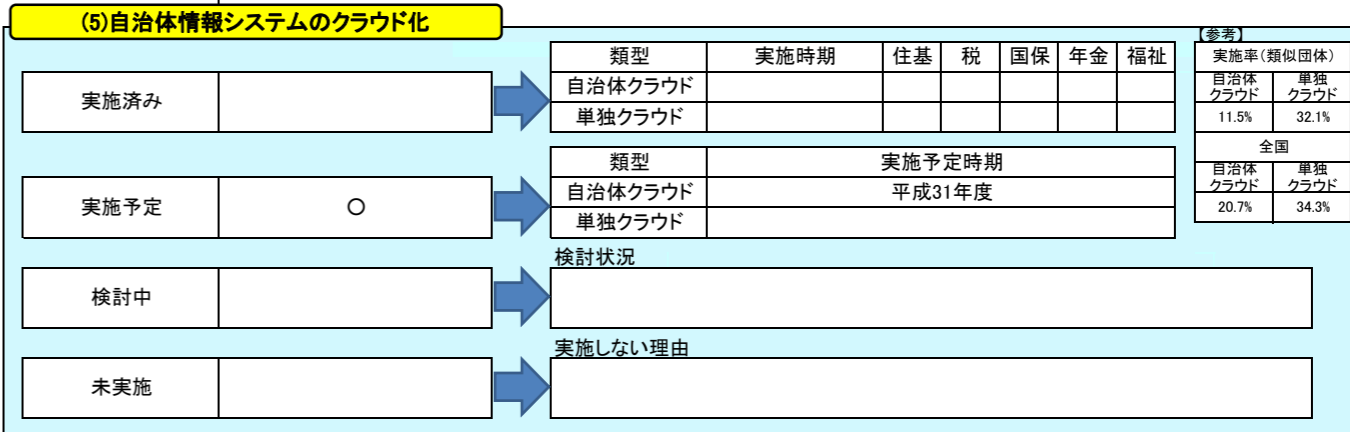 (5)自治体情報システムのクラウド化
実施済み
類型 実施時期 住基 税 国保 年金 福祉
自治体クラウド
単独クラウド
【参考】
実施率(類似団体)
自治体クラウド 単独クラウド
11.5% 32.1%
全国
自治体クラウド 単独クラウド
20.7% 34.3%
実施予定 ○
類型 実施予定時期
自治体クラウド 平成31年度
単独クラウド
検討中
検討状況
未実施
実施しない理由